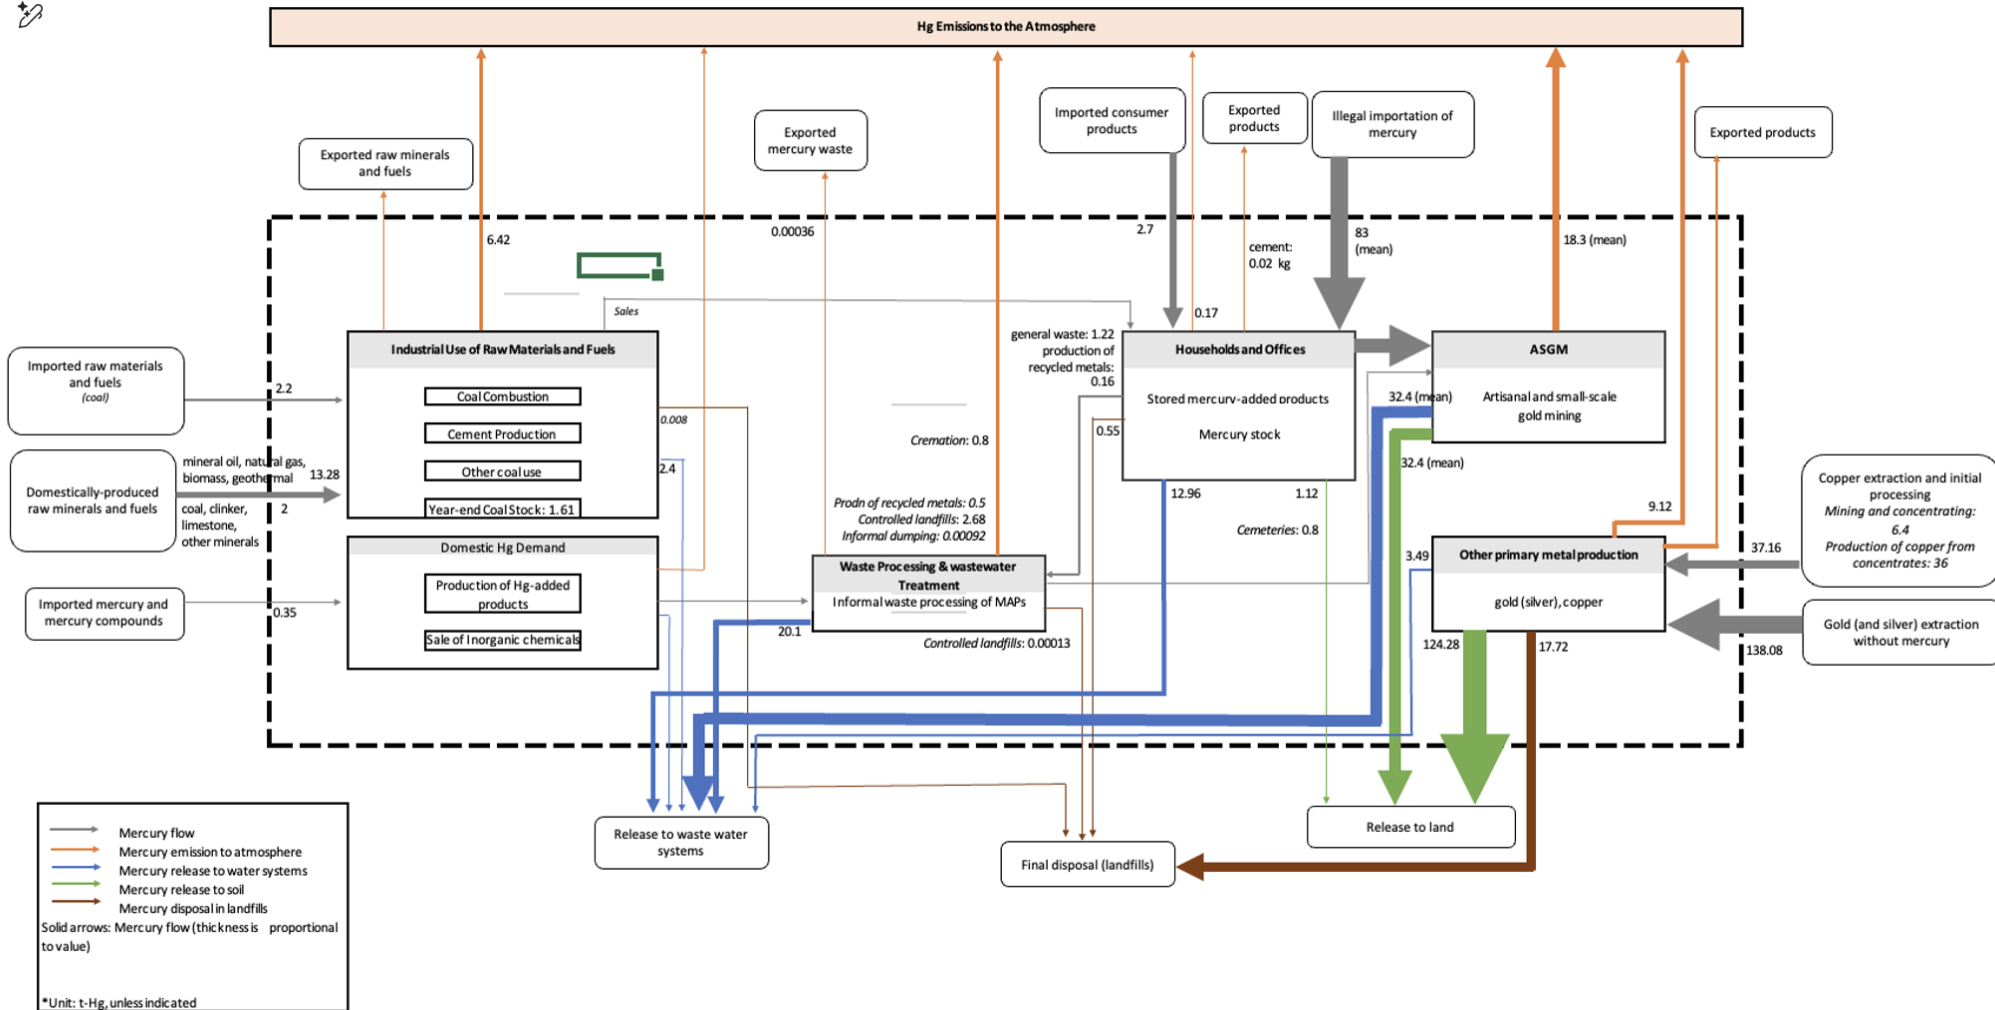 Hg Emissions to the Atmosphere
Imported consumer
products
Exported
products
Illegal importation of
mercury
Exported
mercury waste
Exported products
Exported raw minerals
and fuels
6.42
0.00036
2.7
cement:
0.02 kg
83
(mean)
18.3 (mean)
Sales
0.17
general waste: 1.22
production of
recycled metals:
0.16
Industrial Use of Raw Materials and Fuels
Coal Combustion
Cement Production
Other coal use
Year-end Coal Stock: 1.61
Households and Offices
Stored mercury-added products
Mercury stock
ASGM
Artisanal and small-scale
gold mining
Imported raw materials
and fuels
(coal)
2.2
0.008
2.4
Cremation: 0.8
0.55
32.4 (mean)
32.4 (mean)
Domestically-produced
raw minerals and fuels
mineral oil, natural gas,
biomass, geothermal
13.28
coal, clinker,
limestone,
other minerals
2
Prodn of recycled metals: 0.5
Controlled landfills: 2.68
Informal dumping: 0.00092
12.96
1.12
Cemeteries: 0.8
9.12
Copper extraction and initial
processing
Mining and concentrating:
6.4
Production of copper from
concentrates: 36
37.16
Domestic Hg Demand
Production of Hg-added
products
Sale of Inorganic chemicals
Imported mercury and
mercury compounds
0.35
Waste Processing & wastewater
Treatment
Informal waste processing of MAPs
20.1
Controlled landfills: 0.00013
3.49
Other primary metal production
gold (silver), copper
Gold (and silver) extraction
without mercury
138.08
124.28
17.72
Release to waste water
systems
Final disposal (landfills)
Release to land
Mercury flow
Mercury emission to atmosphere
Mercury release to water systems
Mercury release to soil
Mercury disposal in landfills
Solid arrows: Mercury flow (thickness is proportional
to value)
*Unit: t-Hg, unless indicated